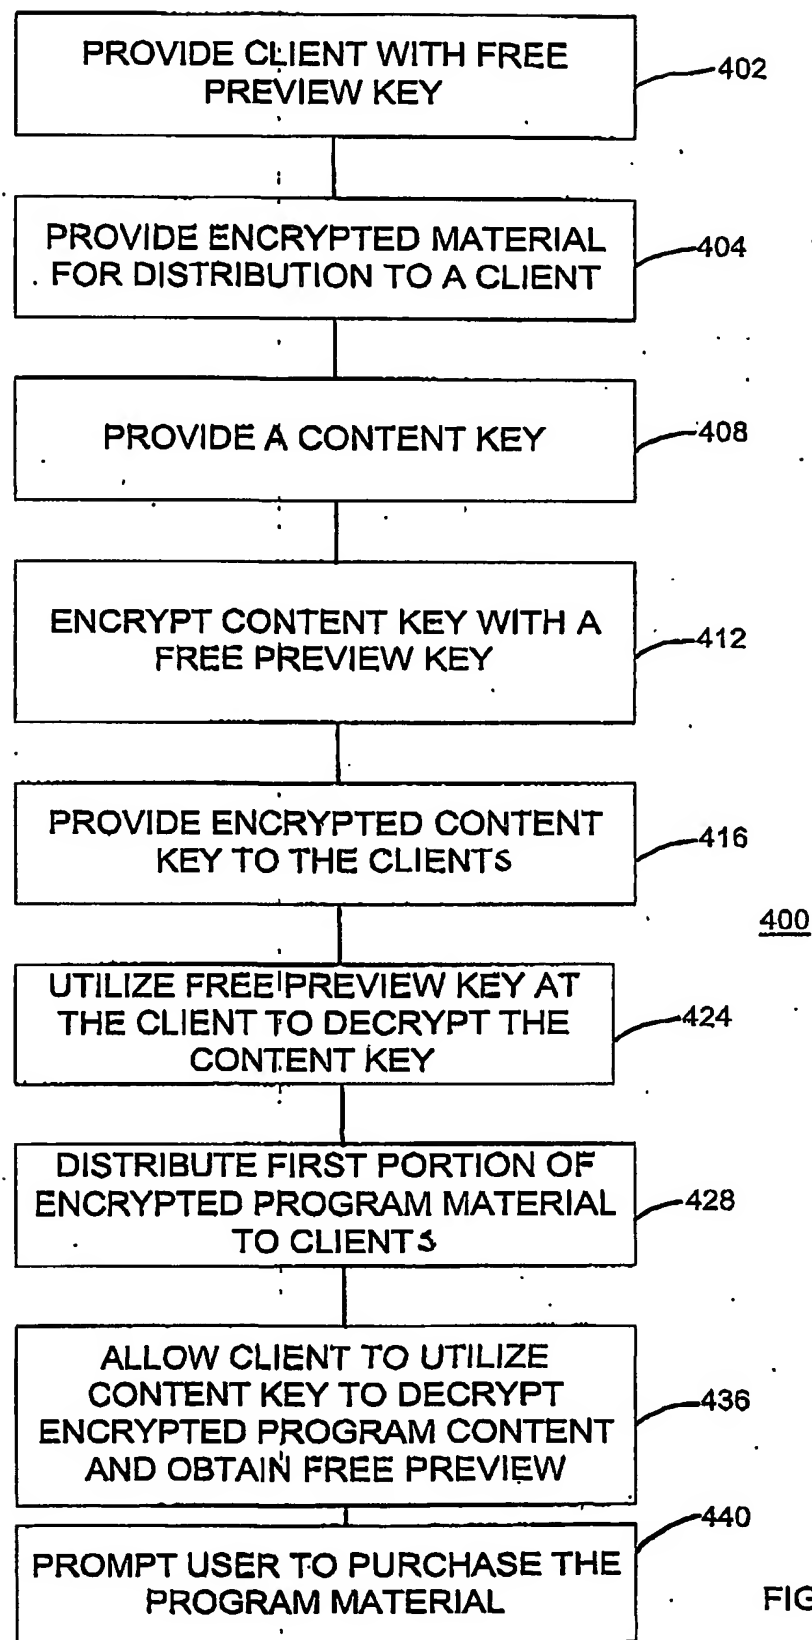 PROVIDE CLIENT WITH FREE
PREVIEW KEY
402
PROVIDE ENCRYPTED MATERIAL
FOR DISTRIBUTION TO A CLIENT
404
PROVIDE A CONTENT KEY
408
ENCRYPT CONTENT KEY WITH A
FREE PREVIEW KEY
412
PROVIDE ENCRYPTED CONTENT
KEY TO THE CLIENTS
416
400
UTILIZE FREE PREVIEW KEY AT
THE CLIENT TO DECRYPT THE
CONTENT KEY
424
DISTRIBUTE FIRST PORTION OF
ENCRYPTED PROGRAM MATERIAL
TO CLIENTS
428
ALLOW CLIENT TO UTILIZE
CONTENT KEY TO DECRYPT
ENCRYPTED PROGRAM CONTENT
AND OBTAIN FREE PREVIEW
436
440
PROMPT USER TO PURCHASE THE
PROGRAM MATERIAL
FIG